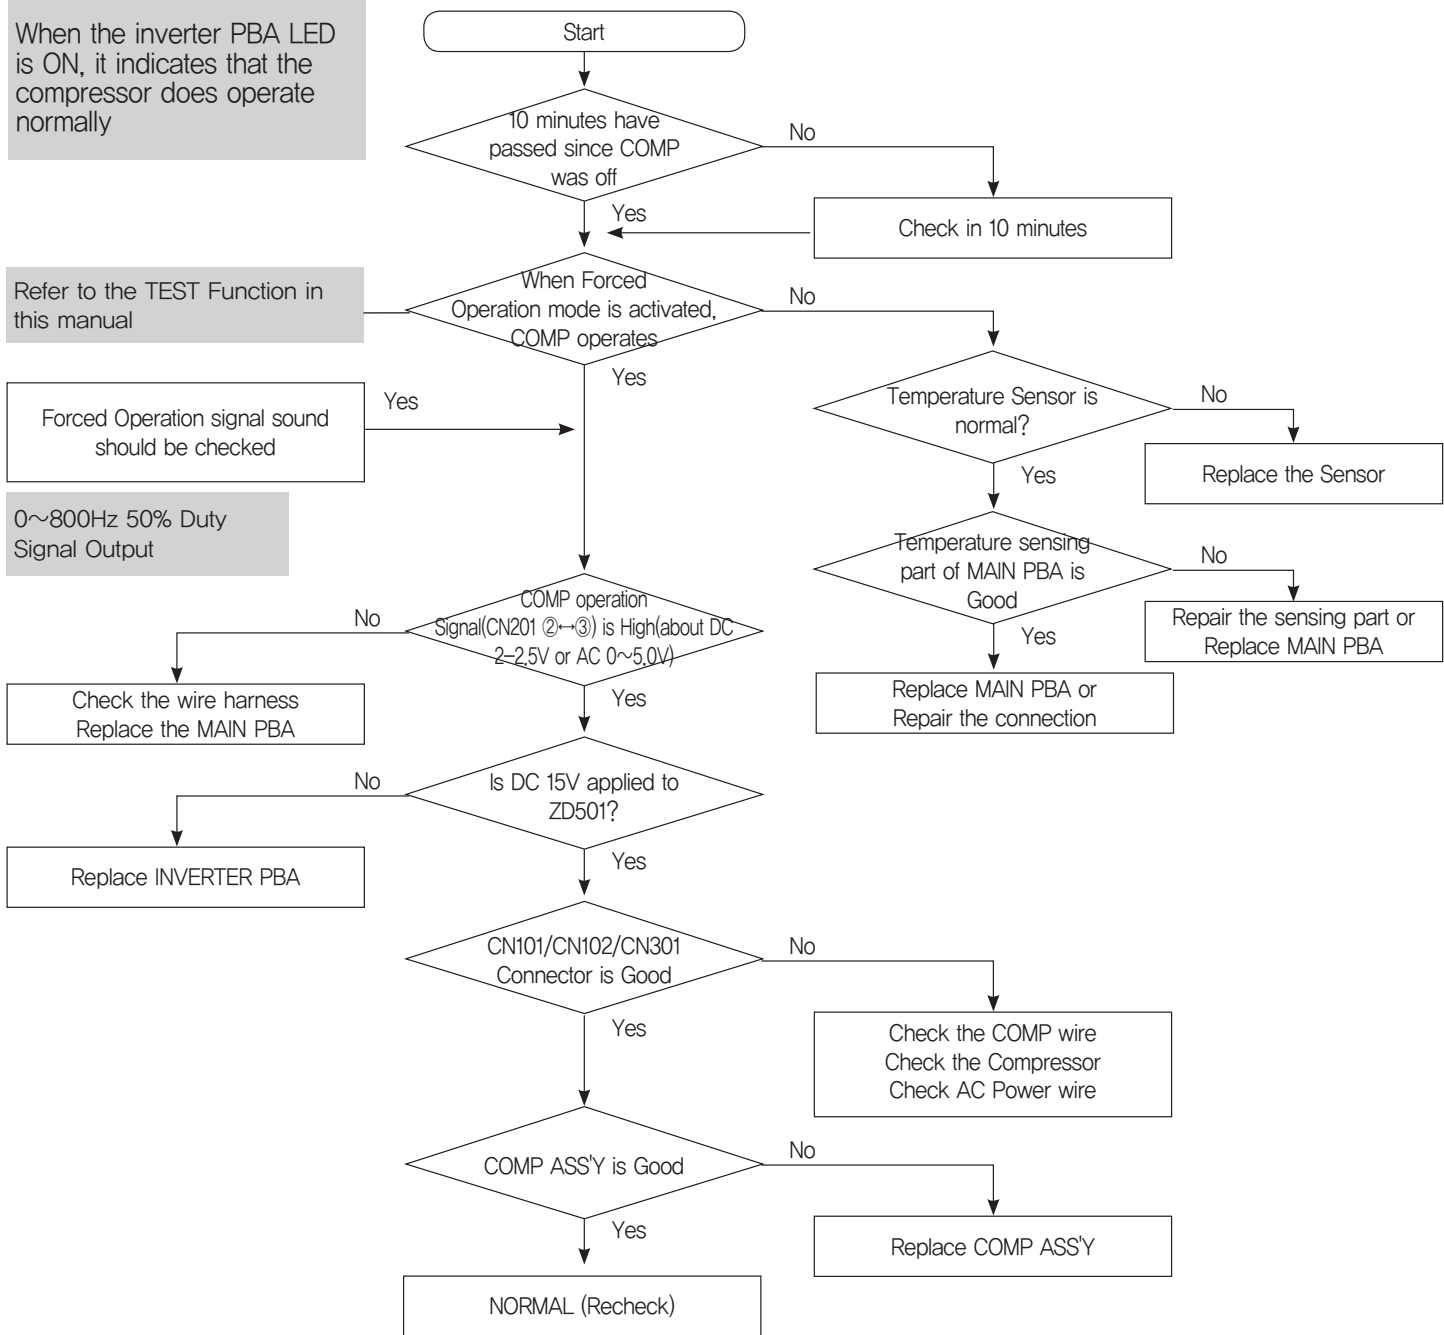 When the inverter PBA LED
is ON, it indicates that the
compressor does operate
normally
Start
10 minutes have
passed since COMP
was off
No
Yes
Check in 10 minutes
Refer to the TEST Function in
this manual
When Forced
Operation mode is activated,
COMP operates
No
Yes
Forced Operation signal sound
should be checked
Yes
Temperature Sensor is
normal?
No
Yes
Replace the Sensor
0~800Hz 50% Duty
Signal Output
Temperature sensing
part of MAIN PBA is
Good
No
Yes
Repair the sensing part or
Replace MAIN PBA
Replace MAIN PBA or
Repair the connection
COMP operation
Signal(CN201 ②↔③) is High(about DC
2-2.5V or AC 0~5.0V)
No
Yes
Check the wire harness
Replace the MAIN PBA
Is DC 15V applied to
ZD501?
No
Yes
Replace INVERTER PBA
CN101/CN102/CN301
Connector is Good
No
Yes
Check the COMP wire
Check the Compressor
Check AC Power wire
COMP ASS'Y is Good
No
Yes
Replace COMP ASS'Y
NORMAL (Recheck)